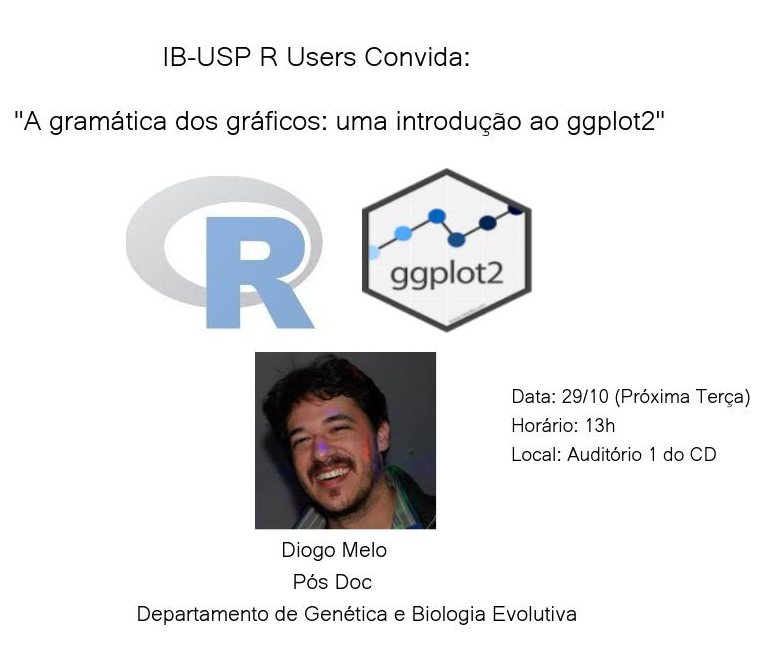 IB-USP R Users Convida:
"A gramática dos gráficos: uma introdução ao ggplot2"
R
ggplot2
Data: 29/10 (Próxima Terça)
Horário: 13h
Local: Auditório 1 do CD
Diogo Melo
Pós Doc
Departamento de Genética e Biologia Evolutiva